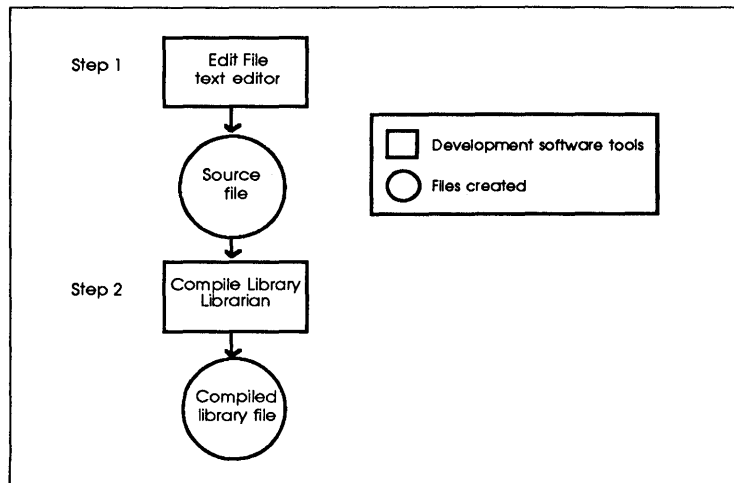 Step 1
Edit File
text editor
Source
file
Development software tools
Files created
Step 2
Compile Library
Librarian
Compiled
library file